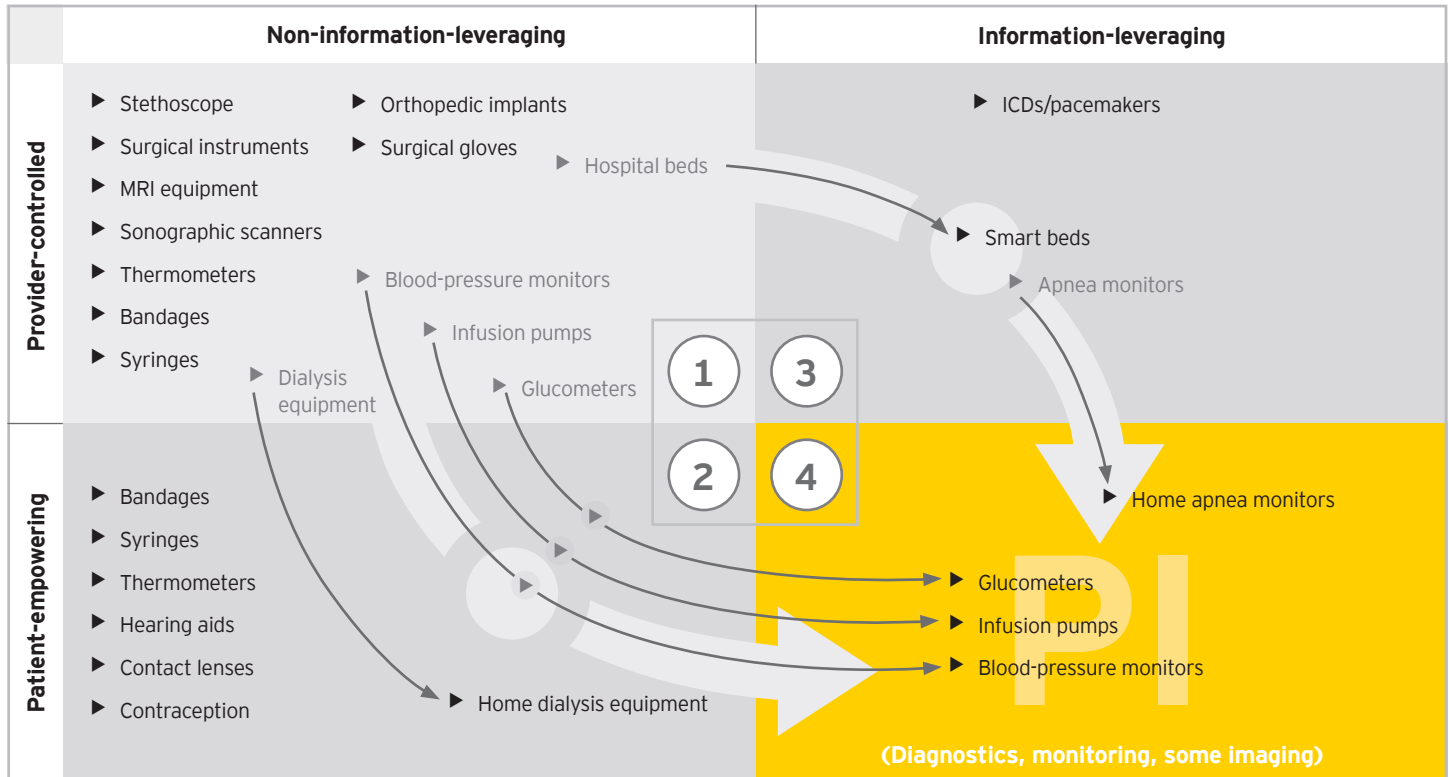 Non-information-leveraging
Information-leveraging
Provider-controlled
Stethoscope
Surgical instruments
MRI equipment
Sonographic scanners
Thermometers
Bandages
Syringes
Orthopedic implants
Surgical gloves
Hospital beds
Blood-pressure monitors
Infusion pumps
Glucometers
Dialysis
equipment
ICDs/pacemakers
Smart beds
Apnea monitors
1
3
2
4
Patient-empowering
Bandages
Syringes
Thermometers
Hearing aids
Contact lenses
Contraception
Home dialysis equipment
Home apnea monitors
PI
Glucometers
Infusion pumps
Blood-pressure monitors
(Diagnostics, monitoring, some imaging)